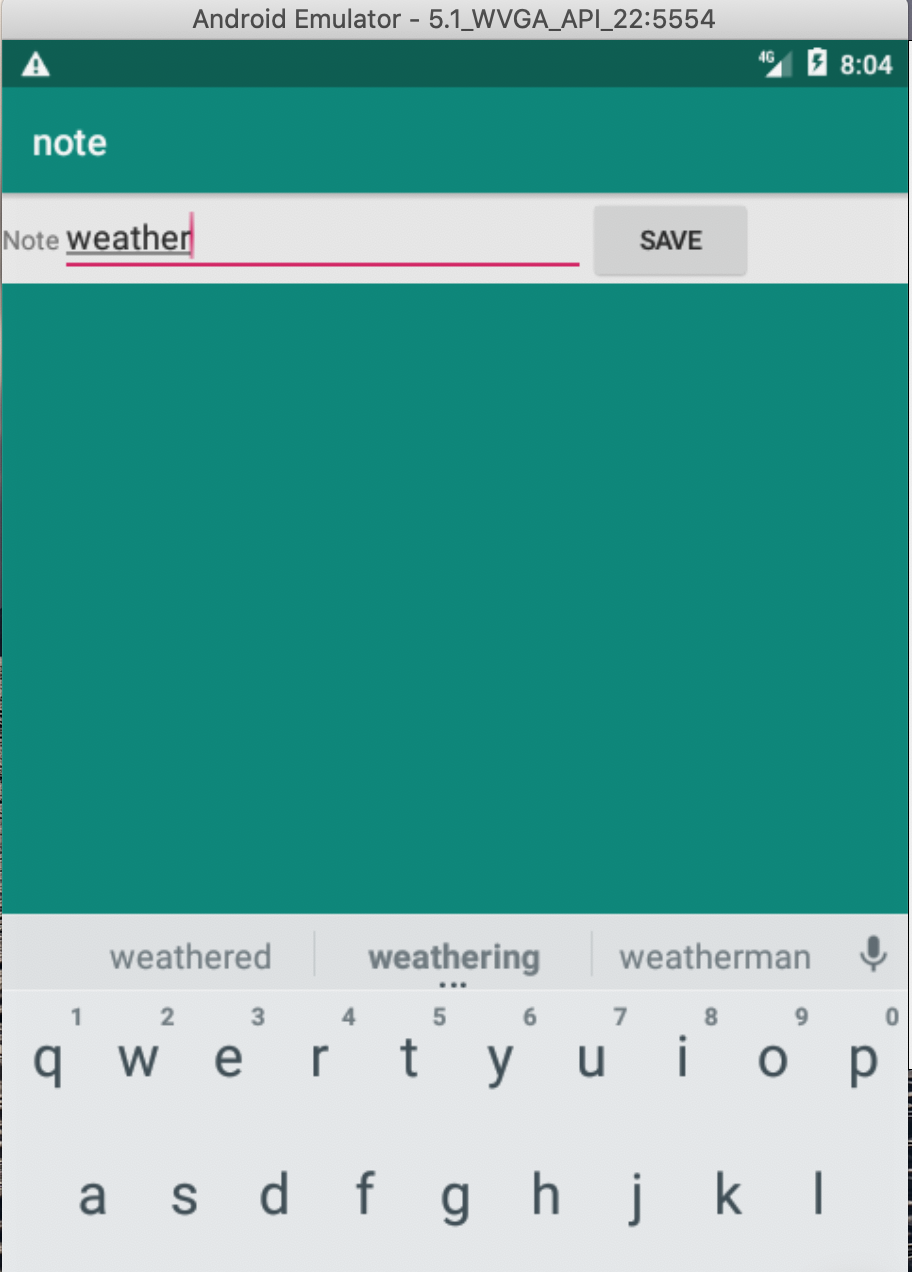 Android Emulator - 5.1_WVGA_API_22:5554
4G 8:04
note
Note weather SAVE
weathered weathering weatherman
1 2 3 4 5 6 7 8 9 0
q w e r t y u i o p
a s d f g h j k l